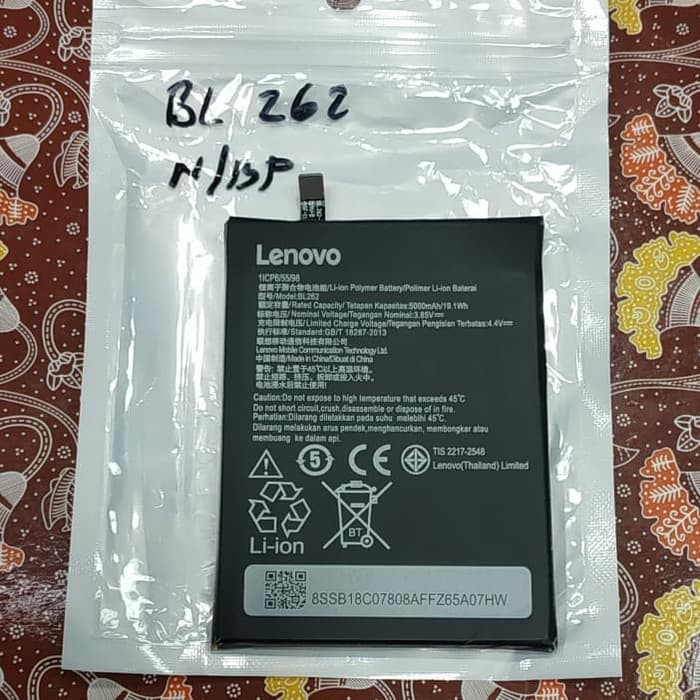 BL 262
N/BP
Lenovo
1ICP6/55/98
锂离子聚合物电池组/Li-ion Polymer Battery/Polimer Li-ion Baterai
型号/Model:BL262
额定容量/ Rated Capacity/ Tetapan Kapasitas:5000mAh/19.1Wh
标称电压/ Nominal Voltage/Tegangan Nominal:3.85V⎓
充电限制电压/Limited Charge Voltage/Tegangan Pengisian Terbatas:4.4V⎓
执行标准/Standard:GB/T 18287-2013
联想移动通信科技有限公司
Lenovo Mobile Communication Technology Ltd.
中国制造/Made in China/Dibuat di China
警告: 禁止置于45℃以上高温环境。
禁止短路、挤压、拆卸或投入火中。
电池浸水后禁止使用!
Caution:Do not expose to high temperature that exceeds 45℃
Do not short circuit,crush,disassemble or dispose of in fire.
Perhatian:Dilarang diletakkan pada suhu melebihi 45℃.
Dilarang melakukan arus pendek,menghancurkan, membongkar atau
membuang ke dalam api.
5
CE
TIS 2217-2548
Lenovo(Thailand) Limited
Li-ion
BT
8SSB18C07808AFFZ65A07HW